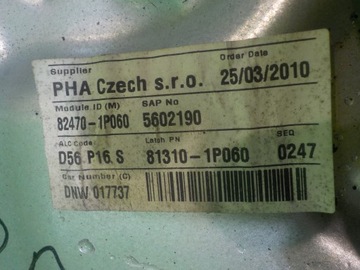 Supplier Order Date
PHA Czech s.r.o. 25/03/2010
Module ID (M) SAP No
82470-1P060 5602190
ALC Code Latch PN SEQ
D56.P16.S 81310-1P060 0247
Car Number (C)
DNW 017737